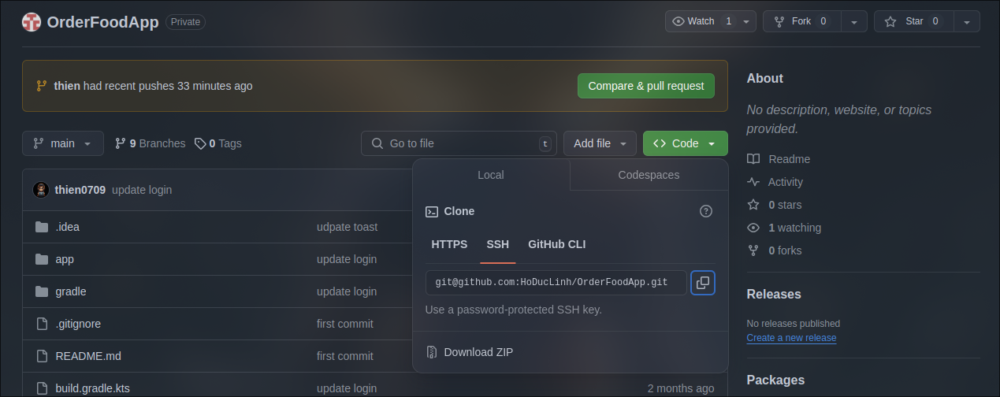 OrderFoodApp Private
Watch 1
Fork 0
Star 0
thien had recent pushes 33 minutes ago
Compare & pull request
main
9 Branches
0 Tags
Go to file t
Add file
Code
Local
Codespaces
Clone
HTTPS
SSH
GitHub CLI
git@github.com:HoDucLinh/OrderFoodApp.git
Use a password-protected SSH key.
Download ZIP
thien0709 update login
.idea udpate toast
app update login
gradle update login
.gitignore first commit
README.md first commit
build.gradle.kts update login 2 months ago
About
No description, website, or topics
provided.
Readme
Activity
0 stars
1 watching
0 forks
Releases
No releases published
Create a new release
Packages